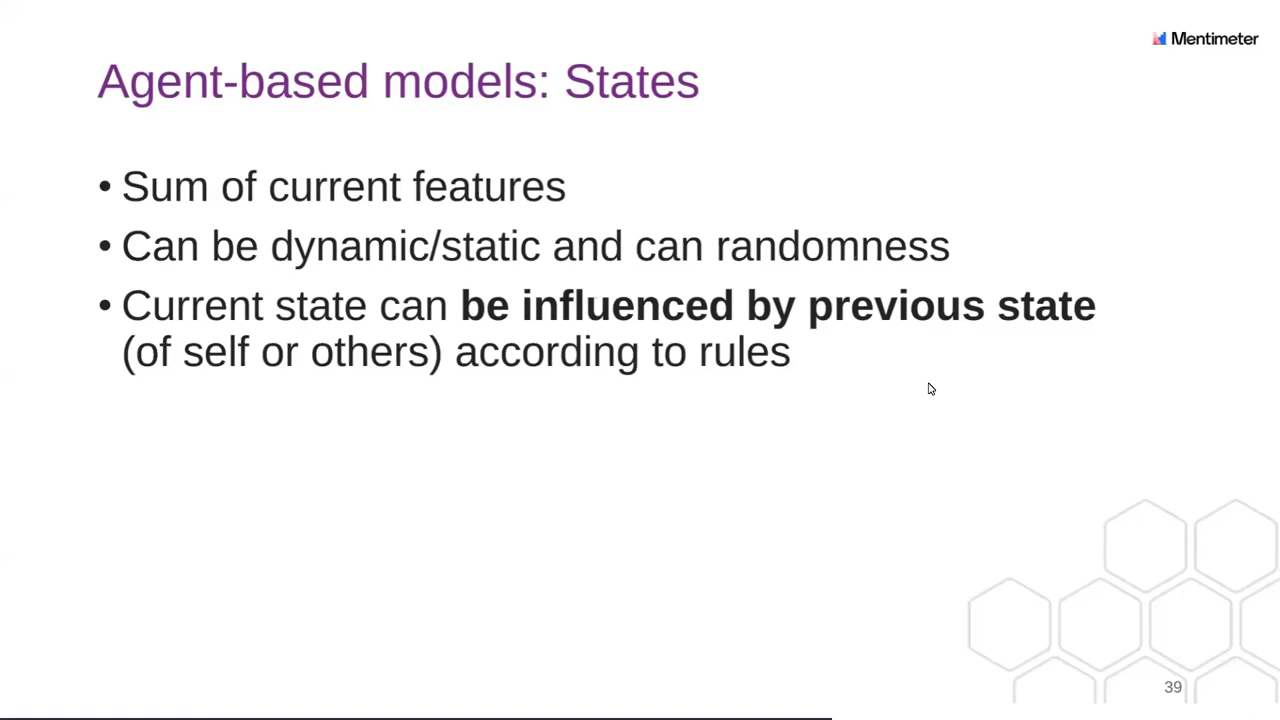 Mentimeter
Agent-based models: States
• Sum of current features
• Can be dynamic/static and can randomness
• Current state can be influenced by previous state
(of self or others) according to rules
39